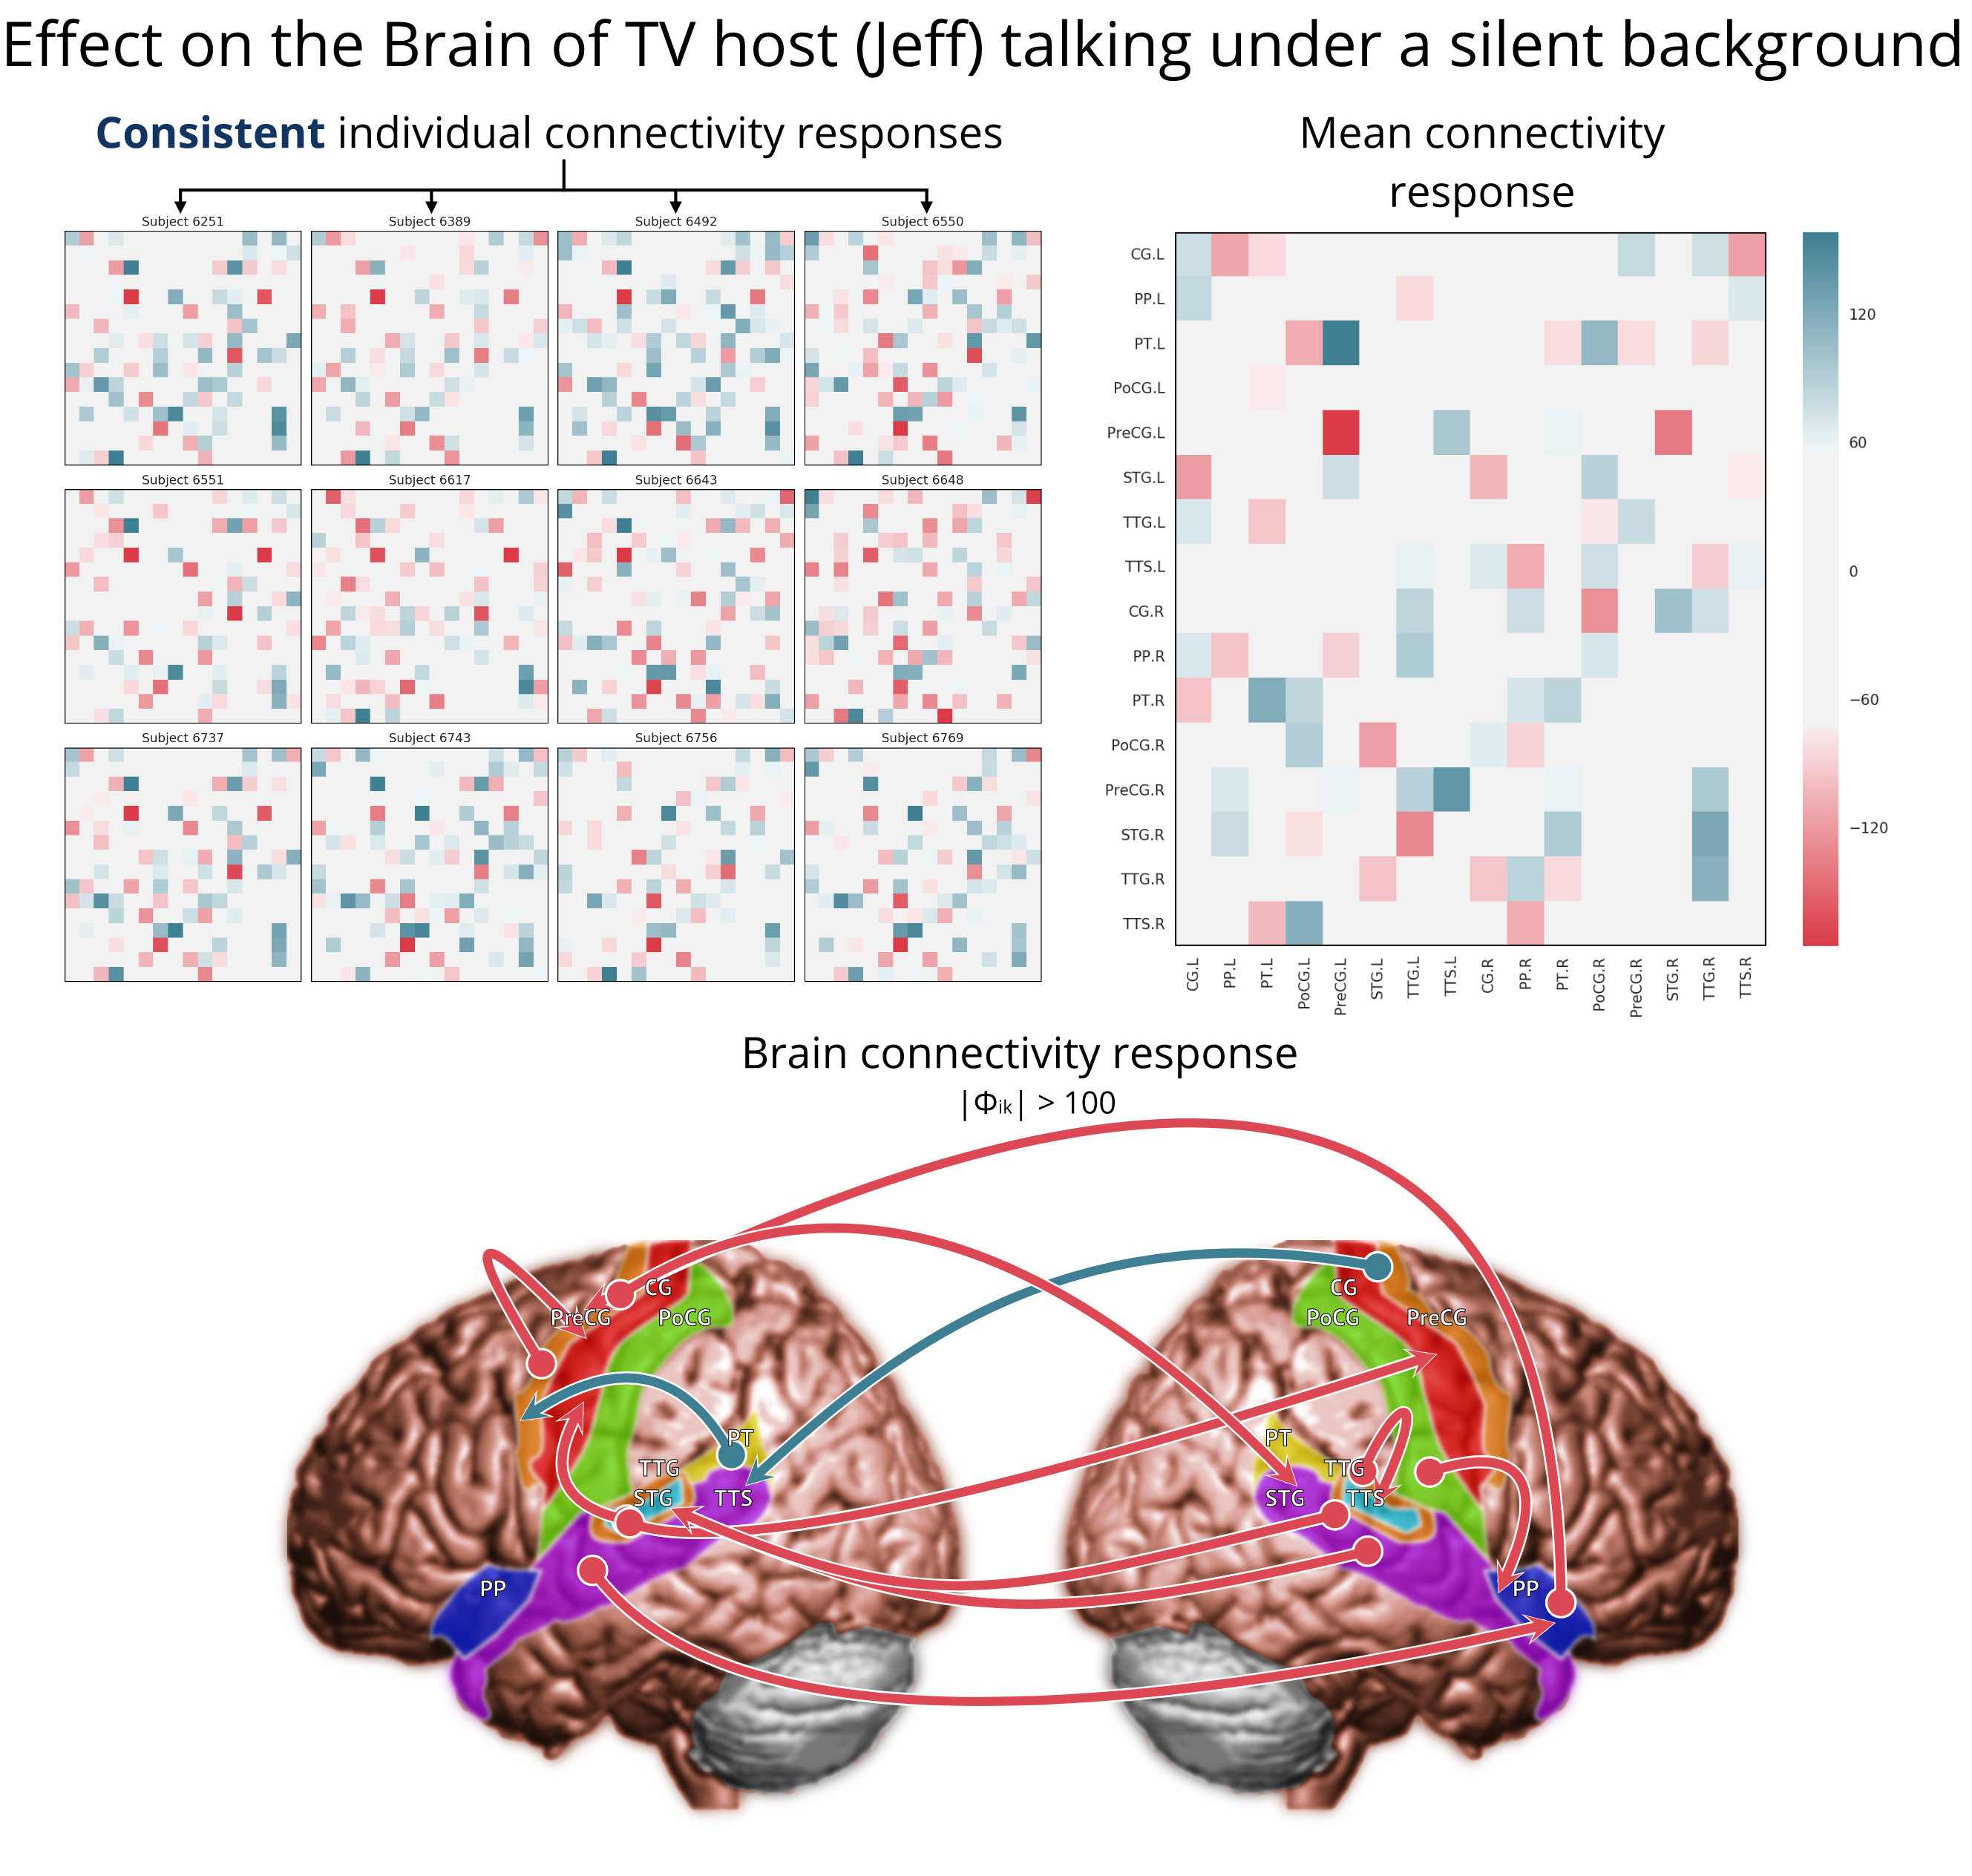 Effect on the Brain of TV host (Jeff) talking under a silent background
Consistent individual connectivity responses
Subject 6251
Subject 6389
Subject 6492
Subject 6550
Subject 6551
Subject 6617
Subject 6643
Subject 6648
Subject 6737
Subject 6743
Subject 6756
Subject 6769
Mean connectivity
response
CG.L
PP.L
PT.L
PoCG.L
PreCG.L
STG.L
TTG.L
TTS.L
CG.R
PP.R
PT.R
PoCG.R
PreCG.R
STG.R
TTG.R
TTS.R
CG.L
PP.L
PT.L
PoCG.L
PreCG.L
STG.L
TTG.L
TTS.L
CG.R
PP.R
PT.R
PoCG.R
PreCG.R
STG.R
TTG.R
TTS.R
120
60
0
−60
−120
Brain connectivity response
|Φik| > 100
CG
PreCG
PoCG
PT
TTG
STG
TTS
PP
CG
PoCG
PreCG
PT
TTG
STG
TTS
PP